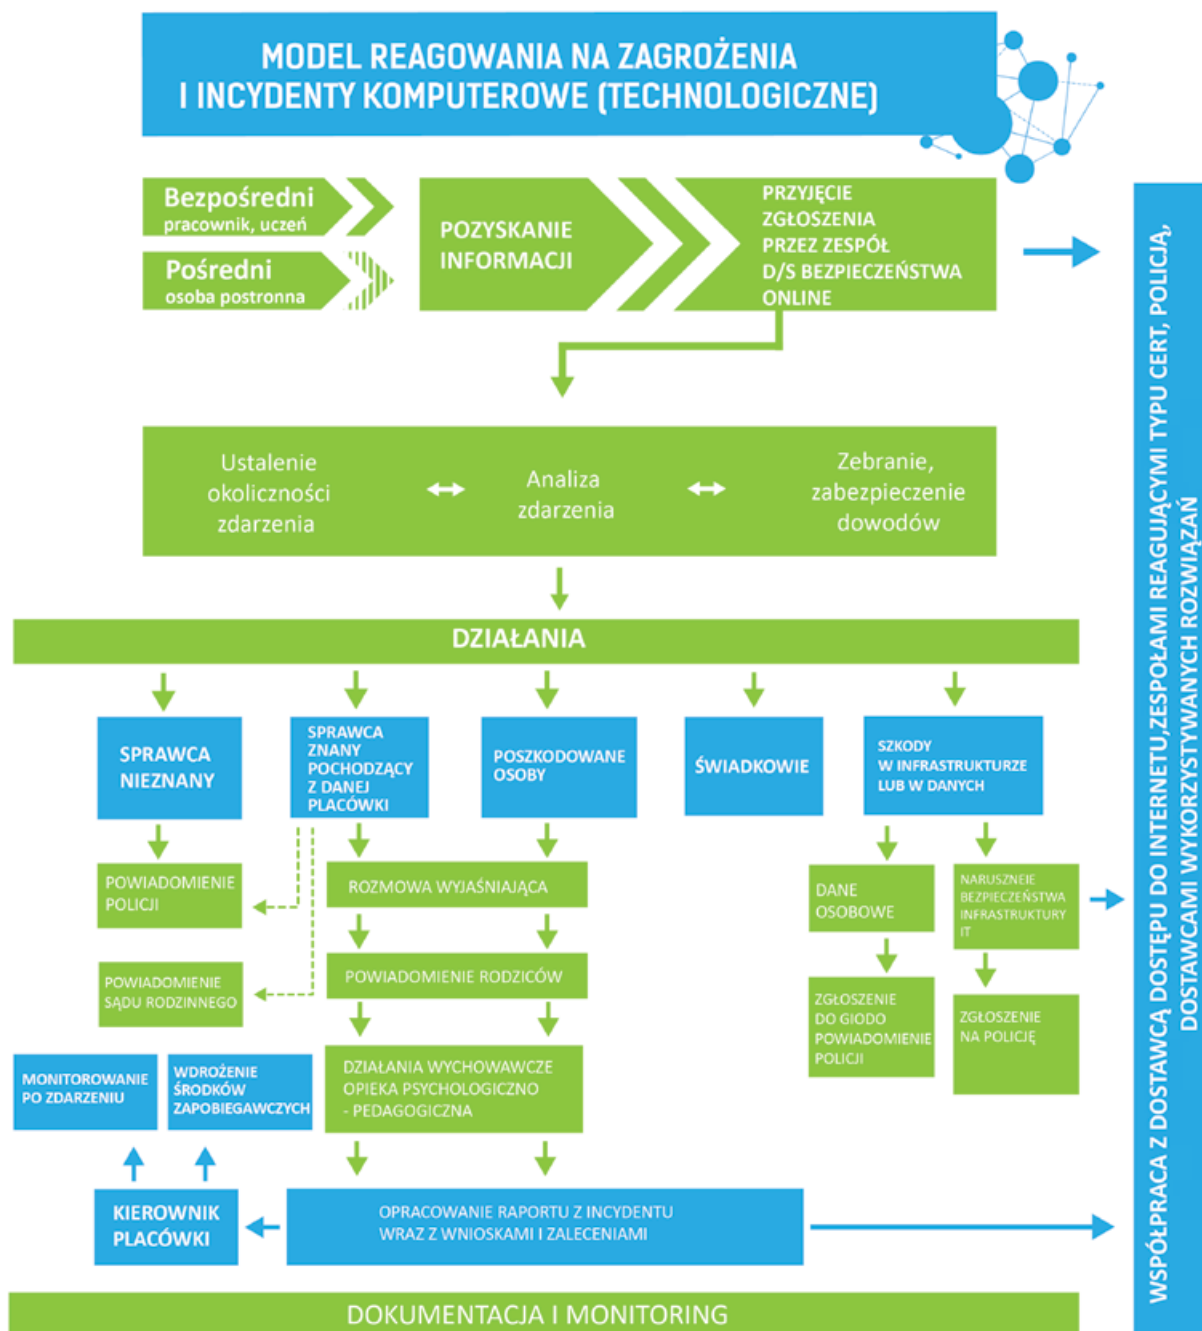 MODEL REAGOWANIA NA ZAGROŻENIA
I INCYDENTY KOMPUTEROWE (TECHNOLOGICZNE)
Bezpośredni
pracownik, uczeń
Pośredni
osoba postronna
POZYSKANIE
INFORMACJI
PRZYJĘCIE
ZGŁOSZENIA
PRZEZ ZESPÓŁ
D/S BEZPIECZEŃSTWA
ONLINE
Ustalenie
okoliczności
zdarzenia
Analiza
zdarzenia
Zebranie,
zabezpieczenie
dowodów
DZIAŁANIA
SPRAWCA
NIEZNANY
SPRAWCA
ZNANY
POCHODZĄCY
Z DANEJ
PLACÓWKI
POSZKODOWANE
OSOBY
ŚWIADKOWIE
SZKODY
W INFRASTRUKTURZE
LUB W DANYCH
POWIADOMIENIE
POLICJI
ROZMOWA WYJAŚNIAJĄCA
DANE
OSOBOWE
NARUSZNEIE
BEZPIECZEŃSTWA
INFRASTRUKTURY
IT
POWIADOMIENIE
SĄDU RODZINNEGO
POWIADOMIENIE RODZICÓW
ZGŁOSZENIE
DO GIODO
POWIADOMIENIE
POLICJI
ZGŁOSZENIE
NA POLICJĘ
MONITOROWANIE
PO ZDARZENIU
WDROŻENIE
ŚRODKÓW
ZAPOBIEGAWCZYCH
DZIAŁANIA WYCHOWAWCZE
OPIEKA PSYCHOLOGICZNO
- PEDAGOGICZNA
KIEROWNIK
PLACÓWKI
OPRACOWANIE RAPORTU Z INCYDENTU
WRAZ Z WNIOSKAMI I ZALECENIAMI
DOKUMENTACJA I MONITORING
WSPÓŁPRACA Z DOSTAWCĄ DOSTĘPU DO INTERNETU,ZESPOŁAMI REAGUJĄCYMI TYPU CERT, POLICJĄ,
DOSTAWCAMI WYKORZYSTYWANYCH ROZWIĄZAŃ